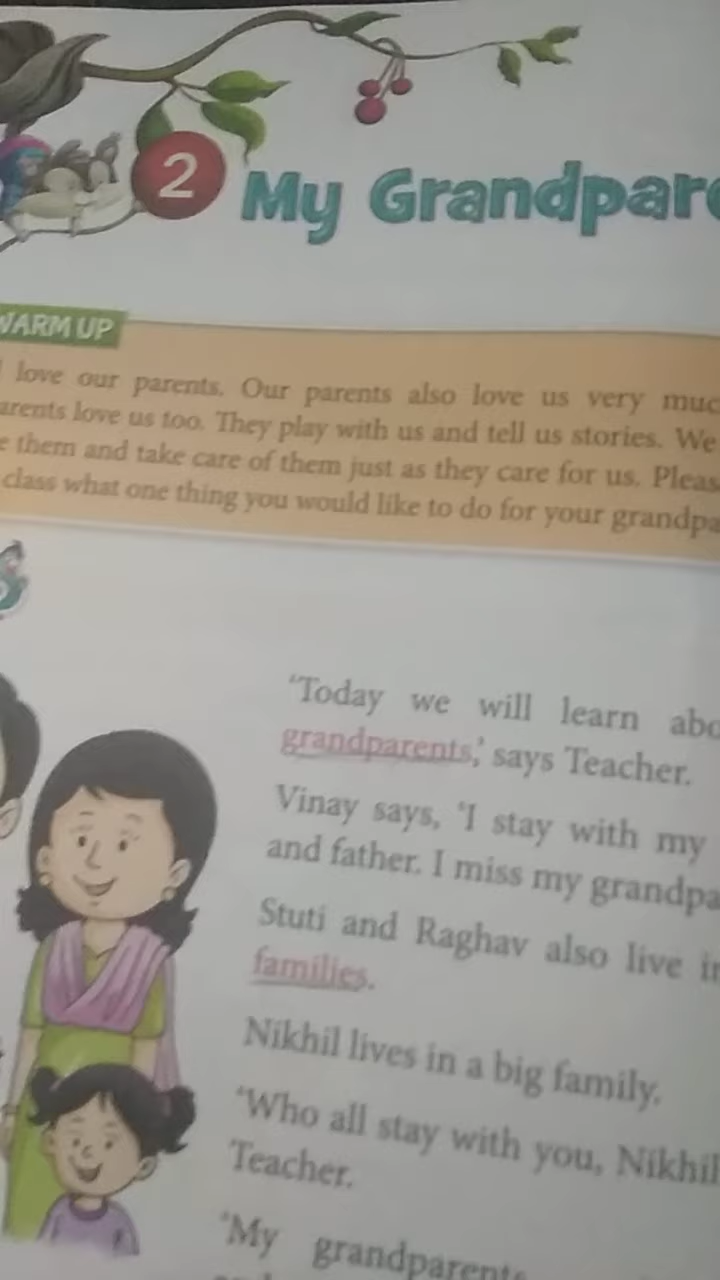 2 My Grandpare
WARM UP
love our parents. Our parents also love us very muc
arents love us too. They play with us and tell us stories. We
e them and take care of them just as they care for us. Pleas
class what one thing you would like to do for your grandpa
‘Today we will learn abo
grandparents,’ says Teacher.
Vinay says, ‘I stay with my
and father. I miss my grandpa
Stuti and Raghav also live in
families.
Nikhil lives in a big family.
‘Who all stay with you, Nikhil
Teacher.
‘My grandparents